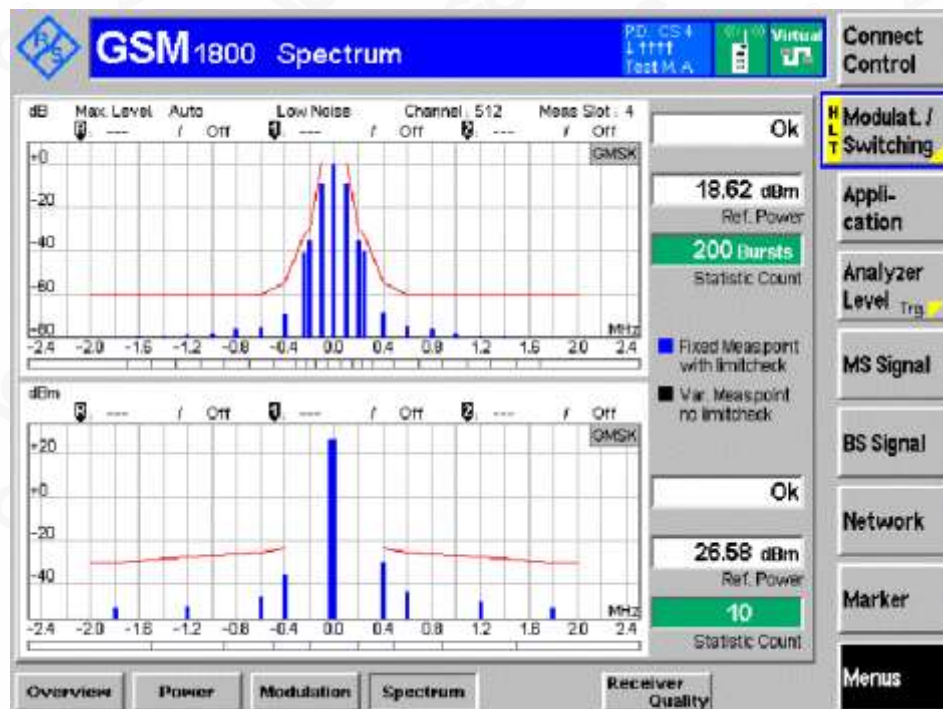 GSM 1800 Spectrum
P.D. CS4
Test M. A.
Virtual
Connect Control
dB Max. Level Auto Low Noise Channel: 512 Meas Slot: 4
--- / Off --- / Off --- / Off
GMSK
+0
-20
-40
-60
-80
MHz
-2.4 -2.0 -1.6 -1.2 -0.8 -0.4 0.0 0.4 0.8 1.2 1.6 2.0 2.4
Ok
18.62 dBm
Ref. Power
200 Bursts
Statistic Count
Fixed Measpoint
with limitcheck
Var. Measpoint
no limitcheck
dBm
--- / Off --- / Off --- / Off
GMSK
+20
+0
-20
-40
MHz
-2.4 -2.0 -1.6 -1.2 -0.8 -0.4 0.0 0.4 0.8 1.2 1.6 2.0 2.4
Ok
26.58 dBm
Ref. Power
10
Statistic Count
HLT
Modulat. /
Switching
Appli-
cation
Analyzer
Level Trg.
MS Signal
BS Signal
Network
Marker
Menus
Overview Power Modulation Spectrum Receiver
Quality